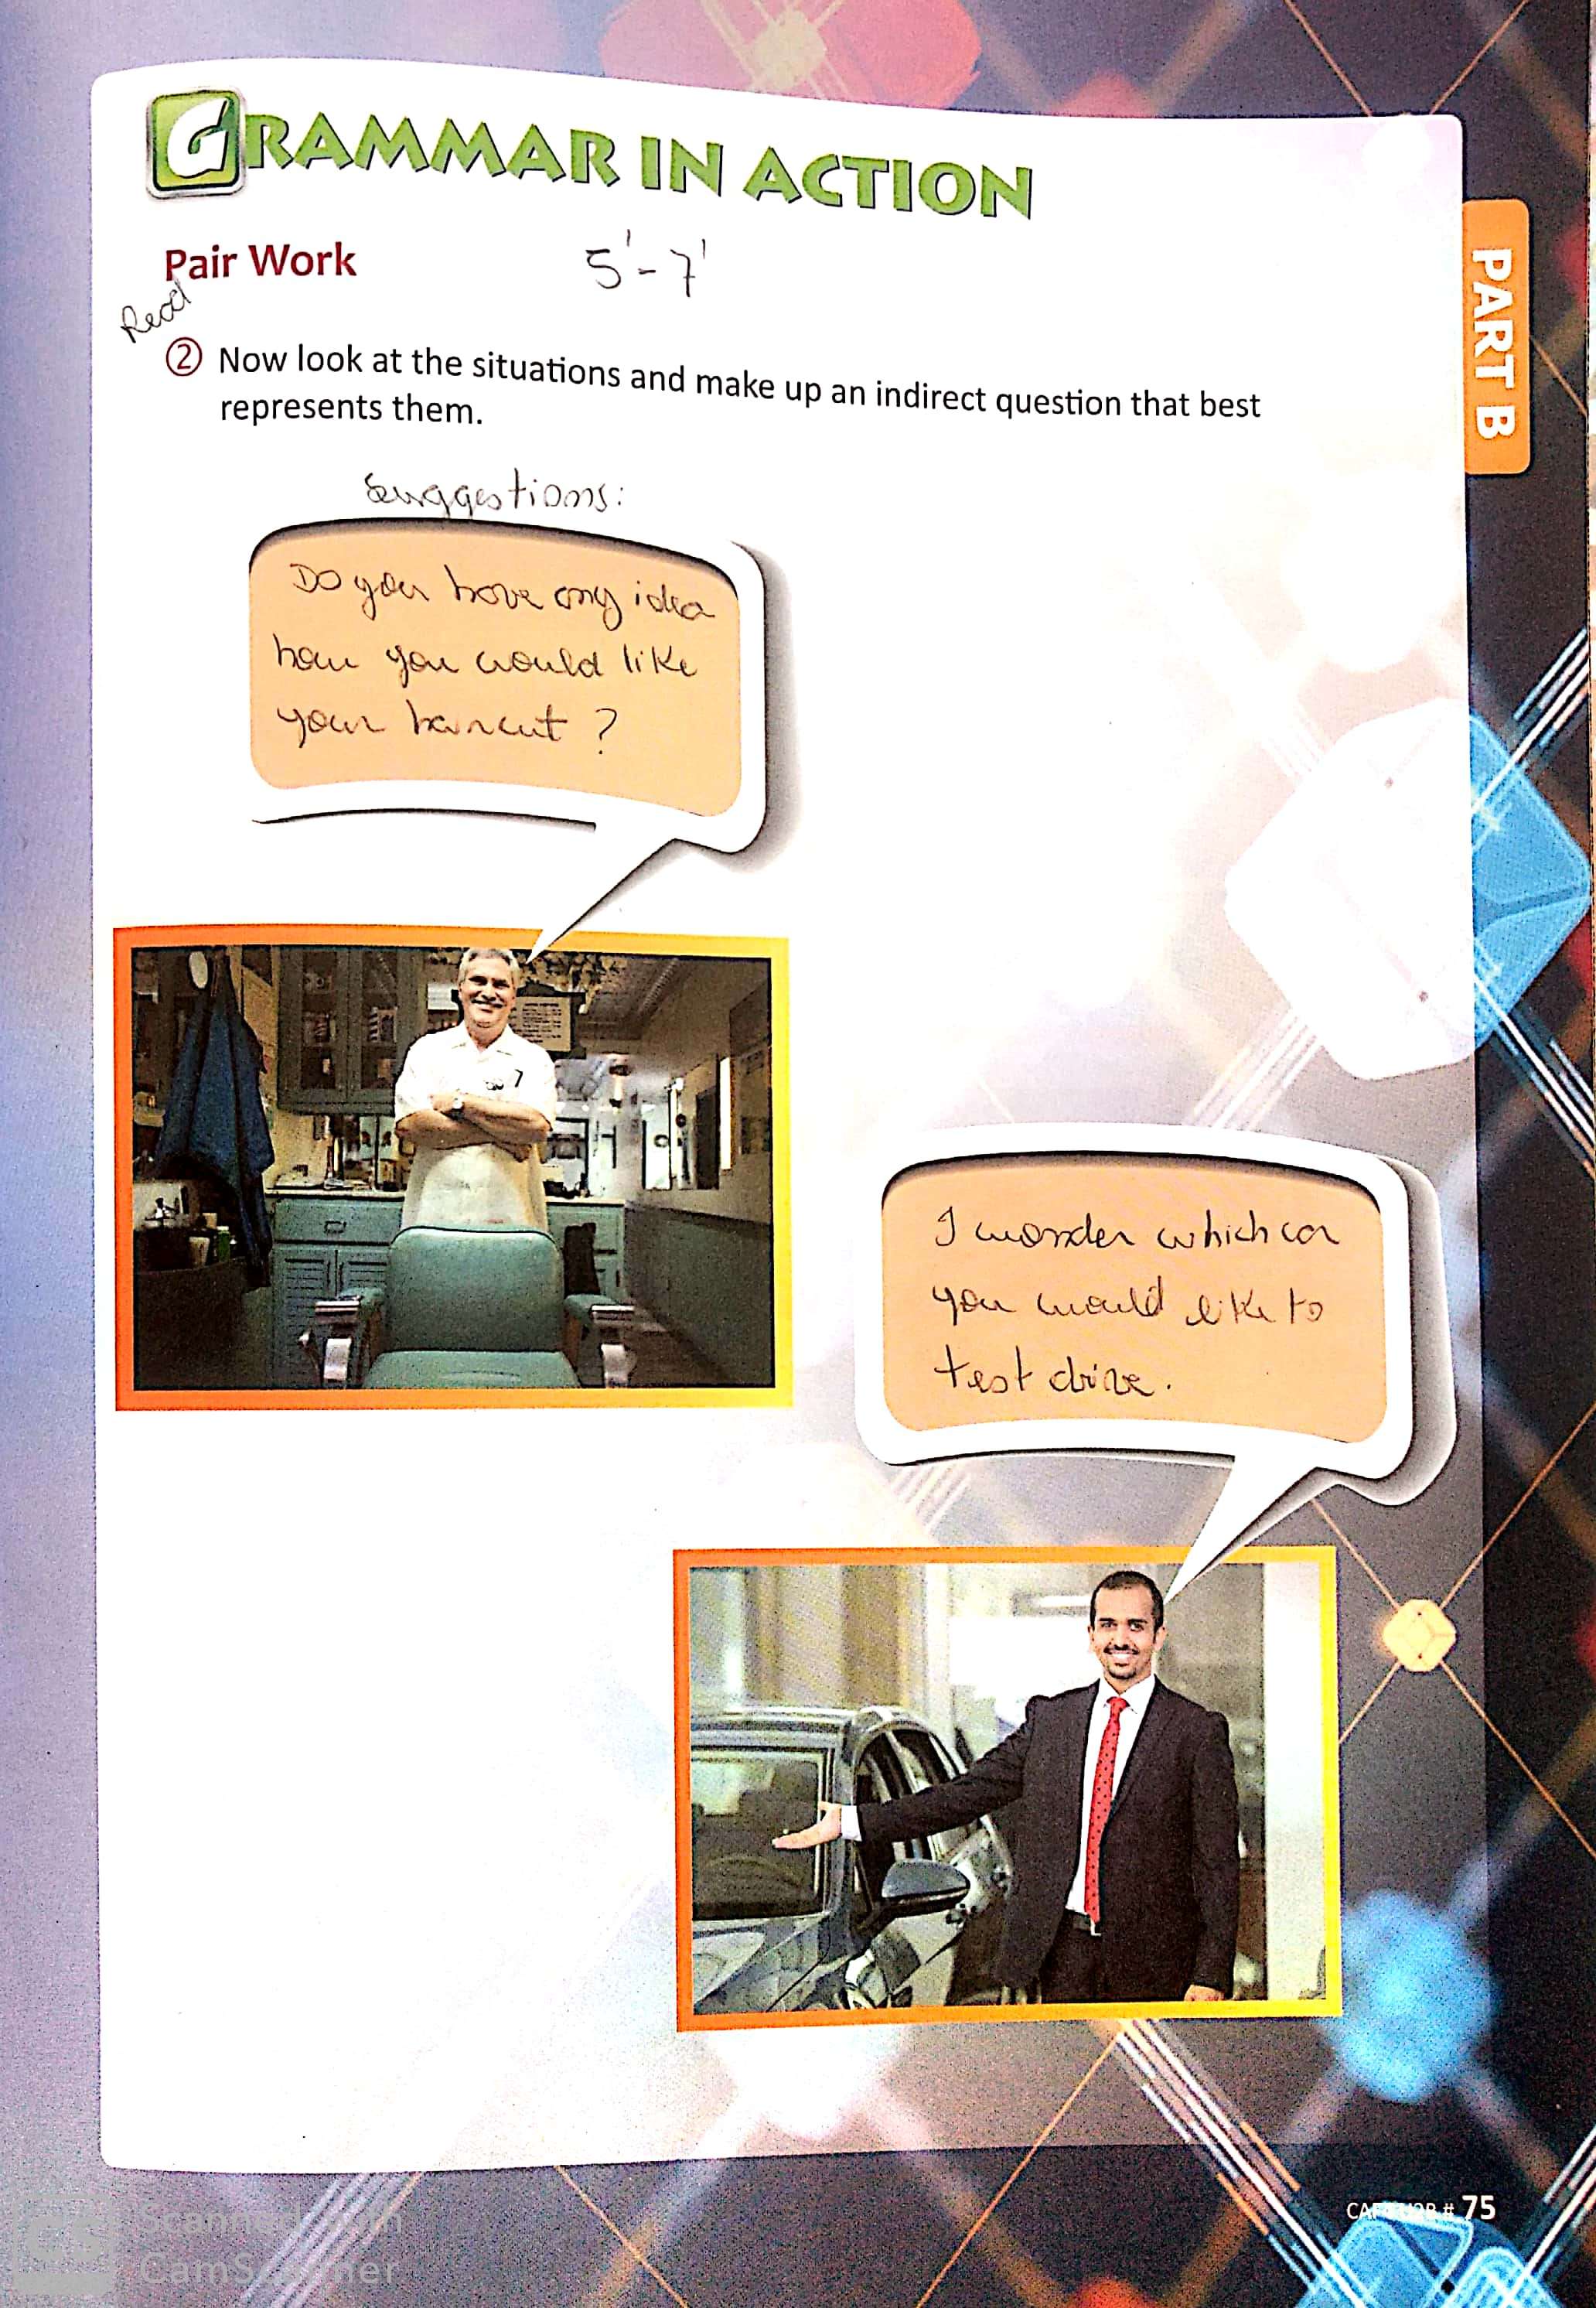 GRAMMAR IN ACTION
Pair Work
5'-7'
Read
② Now look at the situations and make up an indirect question that best
represents them.
Suggestions:
Do you have any idea
how you would like
your haircut ?
I wonder which car
you would like to
test drive.
PART B
# 75
Scanned with
CamScanner